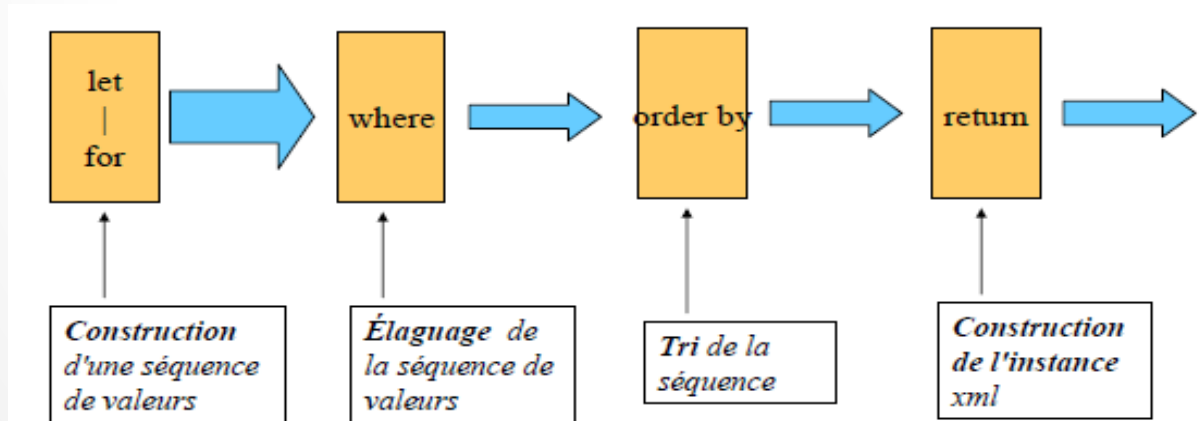 let
|
for
where
order by
return
Construction
d'une séquence
de valeurs
Élaguage de
la séquence de
valeurs
Tri de la
séquence
Construction
de l'instance
xml